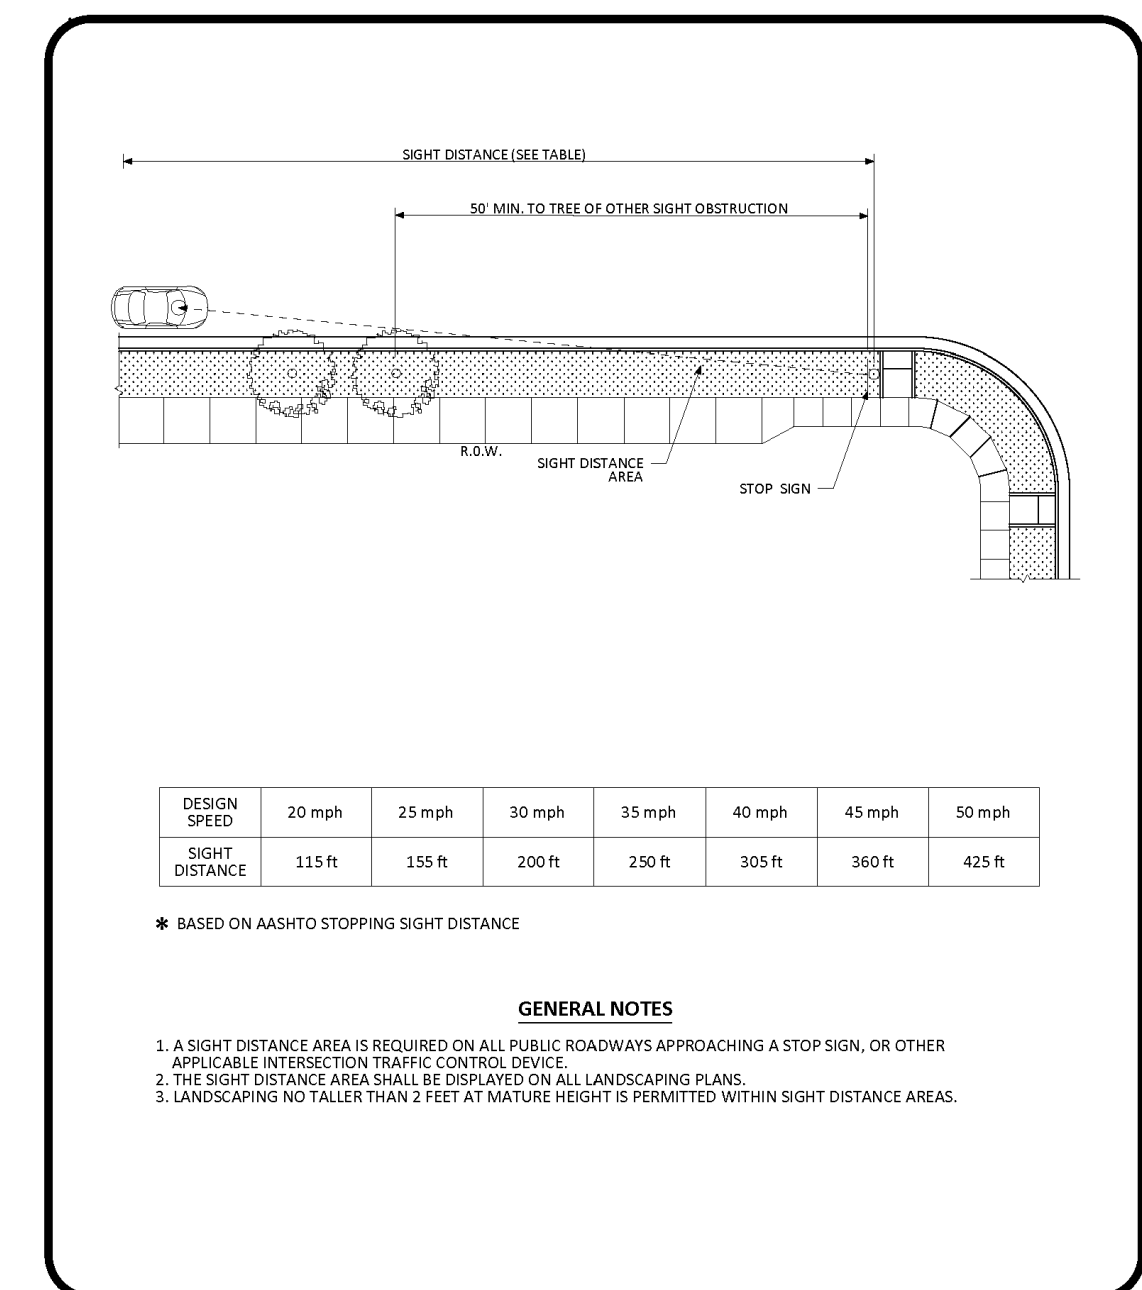 SIGHT DISTANCE (SEE TABLE)
50' MIN. TO TREE OF OTHER SIGHT OBSTRUCTION
R.O.W.
SIGHT DISTANCE
AREA
STOP SIGN
DESIGN SPEED 20 mph 25 mph 30 mph 35 mph 40 mph 45 mph 50 mph
SIGHT DISTANCE 115 ft 155 ft 200 ft 250 ft 305 ft 360 ft 425 ft
* BASED ON AASHTO STOPPING SIGHT DISTANCE
GENERAL NOTES
1. A SIGHT DISTANCE AREA IS REQUIRED ON ALL PUBLIC ROADWAYS APPROACHING A STOP SIGN, OR OTHER
APPLICABLE INTERSECTION TRAFFIC CONTROL DEVICE.
2. THE SIGHT DISTANCE AREA SHALL BE DISPLAYED ON ALL LANDSCAPING PLANS.
3. LANDSCAPING NO TALLER THAN 2 FEET AT MATURE HEIGHT IS PERMITTED WITHIN SIGHT DISTANCE AREAS.